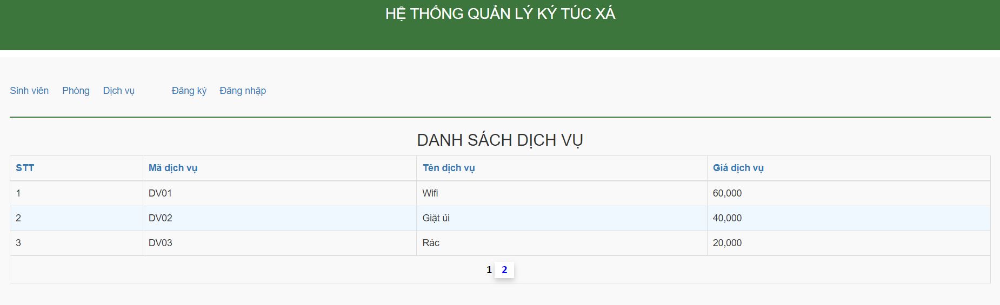 HỆ THỐNG QUẢN LÝ KÝ TÚC XÁ
Sinh viên Phòng Dịch vụ Đăng ký Đăng nhập
DANH SÁCH DỊCH VỤ
STT Mã dịch vụ Tên dịch vụ Giá dịch vụ
1 DV01 Wifi 60,000
2 DV02 Giặt ủi 40,000
3 DV03 Rác 20,000
1 2